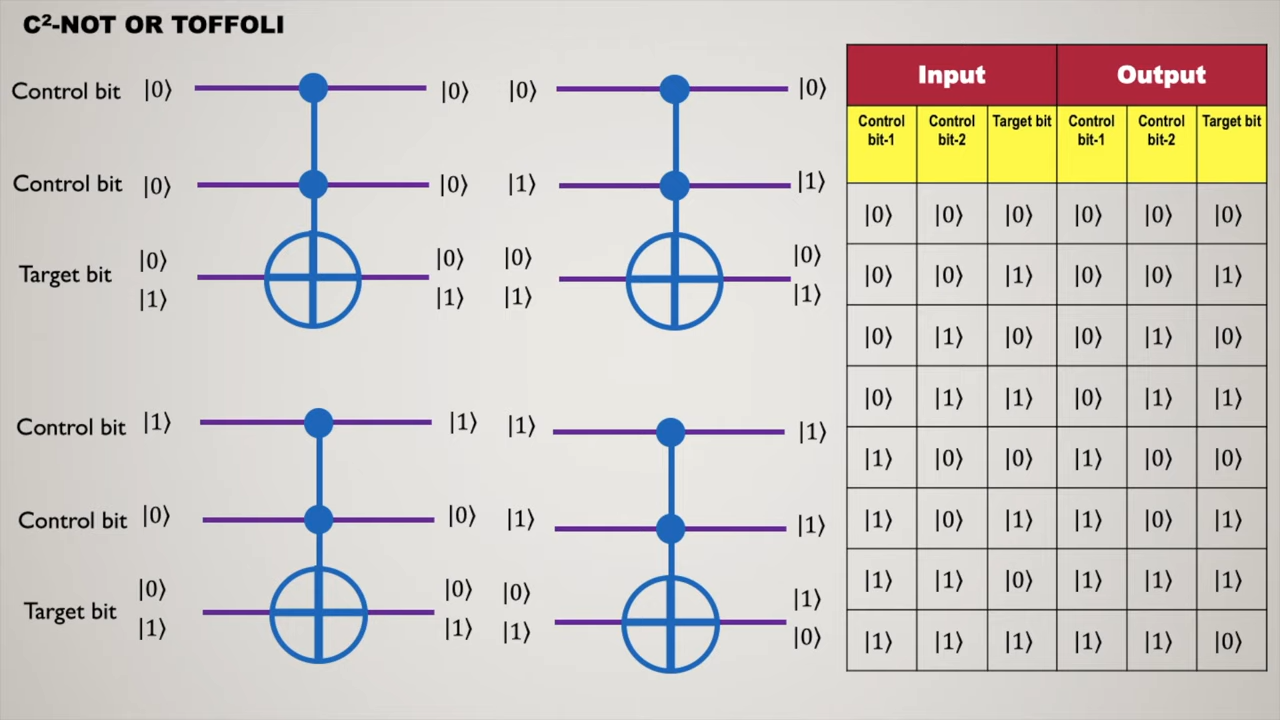 C²-NOT OR TOFFOLI
Control bit |0⟩ |0⟩ |0⟩ |0⟩
Control bit |0⟩ |0⟩ |1⟩ |1⟩
Target bit |0⟩ |0⟩ |0⟩ |0⟩
|1⟩ |1⟩ |1⟩ |1⟩
Control bit |1⟩ |1⟩ |1⟩ |1⟩
Control bit |0⟩ |0⟩ |1⟩ |1⟩
Target bit |0⟩ |0⟩ |0⟩ |1⟩
|1⟩ |1⟩ |1⟩ |0⟩
Input Output
Control bit-1 Control bit-2 Target bit Control bit-1 Control bit-2 Target bit
|0⟩ |0⟩ |0⟩ |0⟩ |0⟩ |0⟩
|0⟩ |0⟩ |1⟩ |0⟩ |0⟩ |1⟩
|0⟩ |1⟩ |0⟩ |0⟩ |1⟩ |0⟩
|0⟩ |1⟩ |1⟩ |0⟩ |1⟩ |1⟩
|1⟩ |0⟩ |0⟩ |1⟩ |0⟩ |0⟩
|1⟩ |0⟩ |1⟩ |1⟩ |0⟩ |1⟩
|1⟩ |1⟩ |0⟩ |1⟩ |1⟩ |1⟩
|1⟩ |1⟩ |1⟩ |1⟩ |1⟩ |0⟩